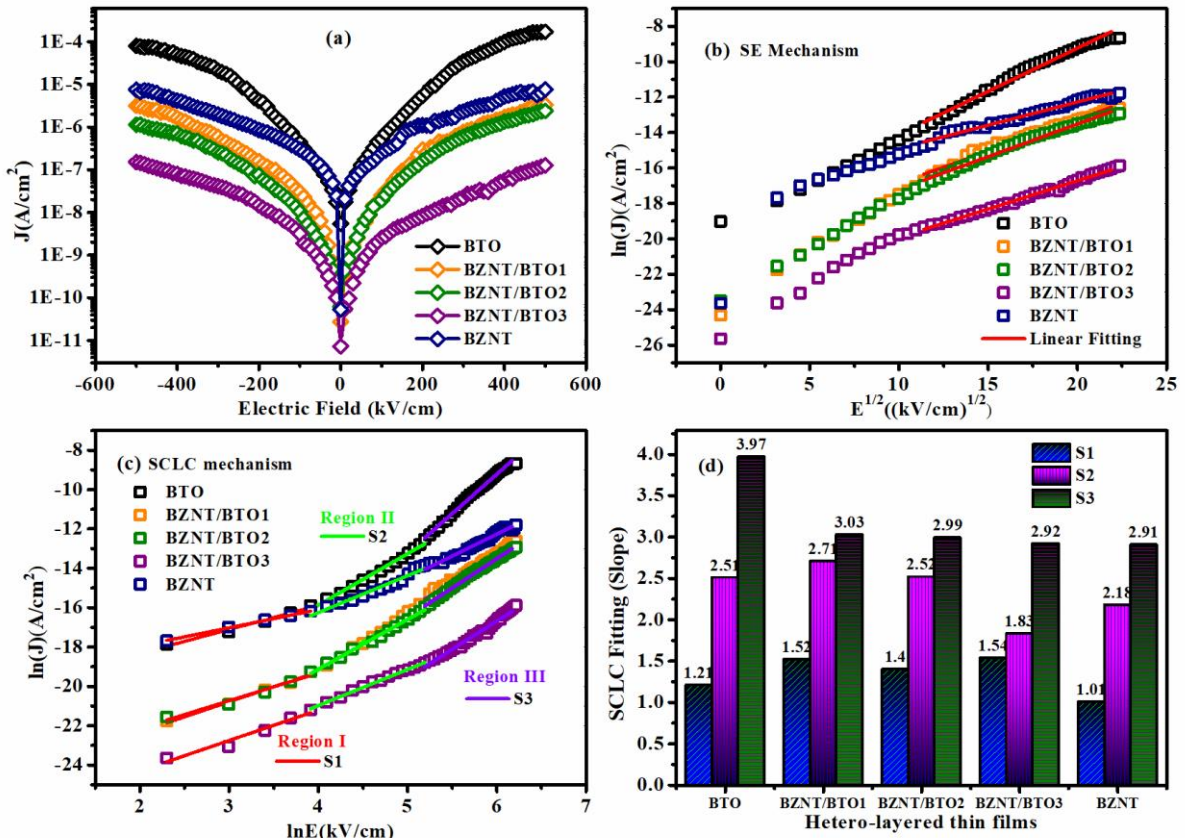 (a)
1E-4
1E-5
1E-6
1E-7
1E-8
1E-9
1E-10
1E-11
J(A/cm²)
BTO
BZNT/BTO1
BZNT/BTO2
BZNT/BTO3
BZNT
-600 -400 -200 0 200 400 600
Electric Field (kV/cm)
(b) SE Mechanism
-8
-10
-12
-14
-16
-18
-20
-22
-24
-26
ln(J)(A/cm²)
BTO
BZNT/BTO1
BZNT/BTO2
BZNT/BTO3
BZNT
Linear Fitting
0 5 10 15 20 25
E^1/2((kV/cm)^1/2)
(c) SCLC mechanism
-8
-10
-12
-14
-16
-18
-20
-22
-24
ln(J)(A/cm²)
BTO
BZNT/BTO1
BZNT/BTO2
BZNT/BTO3
BZNT
Region II
S2
Region III
S3
Region I
S1
2 3 4 5 6 7
lnE(kV/cm)
(d)
S1
S2
S3
4.0
3.5
3.0
2.5
2.0
1.5
1.0
0.5
0.0
SCLC Fitting (Slope)
1.21 2.51 3.97
1.52 2.71 3.03
1.4 2.52 2.99
1.54 1.83 2.92
1.01 2.18 2.91
BTO BZNT/BTO1 BZNT/BTO2 BZNT/BTO3 BZNT
Hetero-layered thin films